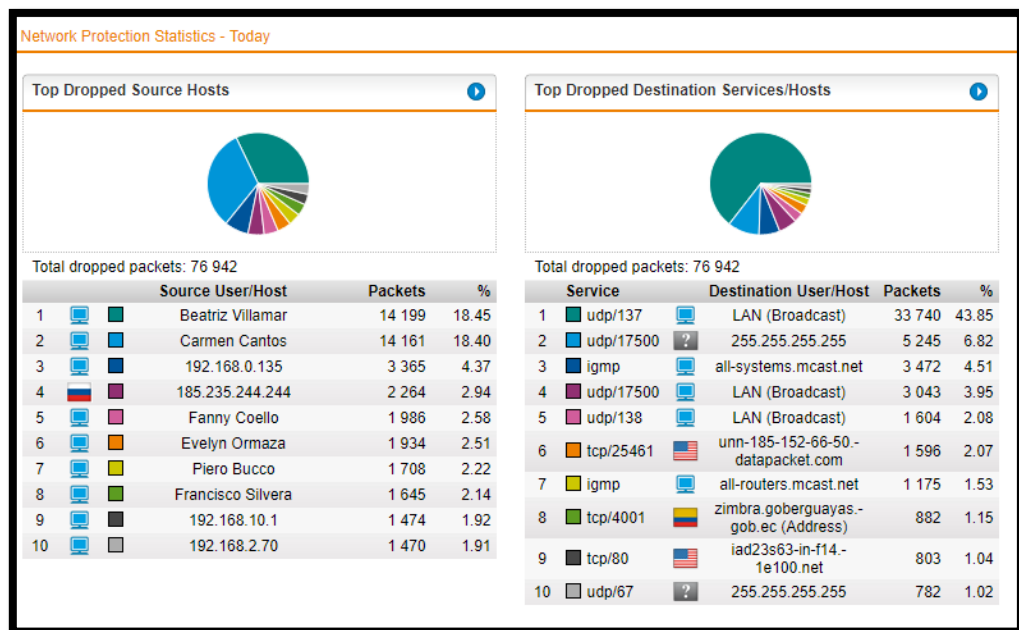 Network Protection Statistics - Today
Top Dropped Source Hosts
Total dropped packets: 76 942
Source User/Host Packets %
1 Beatriz Villamar 14 199 18.45
2 Carmen Cantos 14 161 18.40
3 192.168.0.135 3 365 4.37
4 185.235.244.244 2 264 2.94
5 Fanny Coello 1 986 2.58
6 Evelyn Ormaza 1 934 2.51
7 Piero Bucco 1 708 2.22
8 Francisco Silvera 1 645 2.14
9 192.168.10.1 1 474 1.92
10 192.168.2.70 1 470 1.91
Top Dropped Destination Services/Hosts
Total dropped packets: 76 942
Service Destination User/Host Packets %
1 udp/137 LAN (Broadcast) 33 740 43.85
2 udp/17500 ? 255.255.255.255 5 245 6.82
3 igmp all-systems.mcast.net 3 472 4.51
4 udp/17500 LAN (Broadcast) 3 043 3.95
5 udp/138 LAN (Broadcast) 1 604 2.08
6 tcp/25461 unn-185-152-66-50.-
datapacket.com 1 596 2.07
7 igmp all-routers.mcast.net 1 175 1.53
8 tcp/4001 zimbra.goberguayas.-
gob.ec (Address) 882 1.15
9 tcp/80 iad23s63-in-f14.-
1e100.net 803 1.04
10 udp/67 ? 255.255.255.255 782 1.02